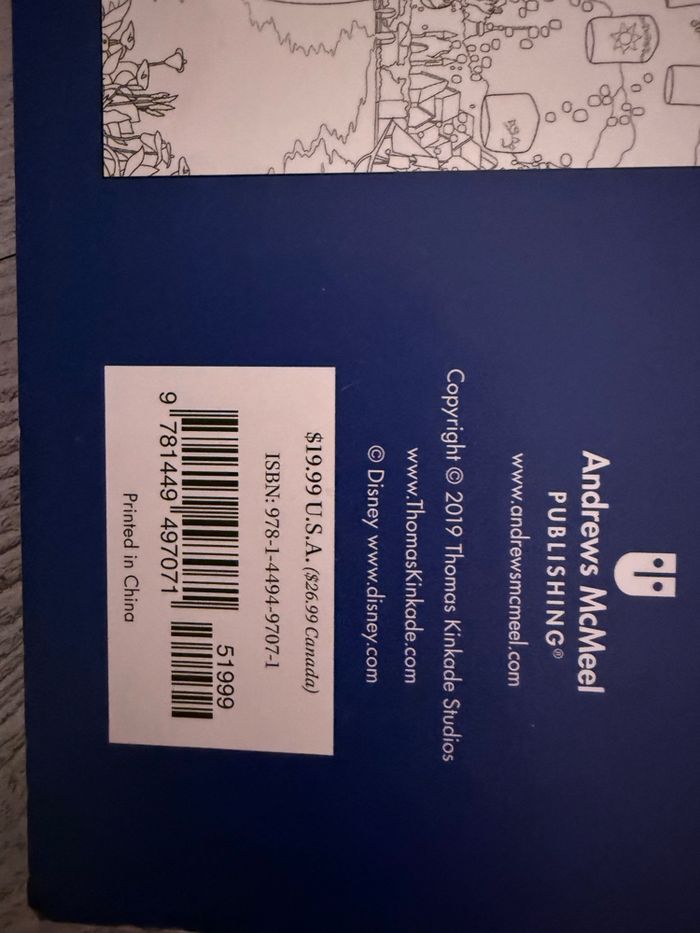 Andrews McMeel
PUBLISHING®
www.andrewsmcmeel.com
Copyright © 2019 Thomas Kinkade Studios
www.ThomasKinkade.com
© Disney www.disney.com
$19.99 U.S.A. ($26.99 Canada)
ISBN: 978-1-4494-9707-1
51999
9 781449 497071
Printed in China